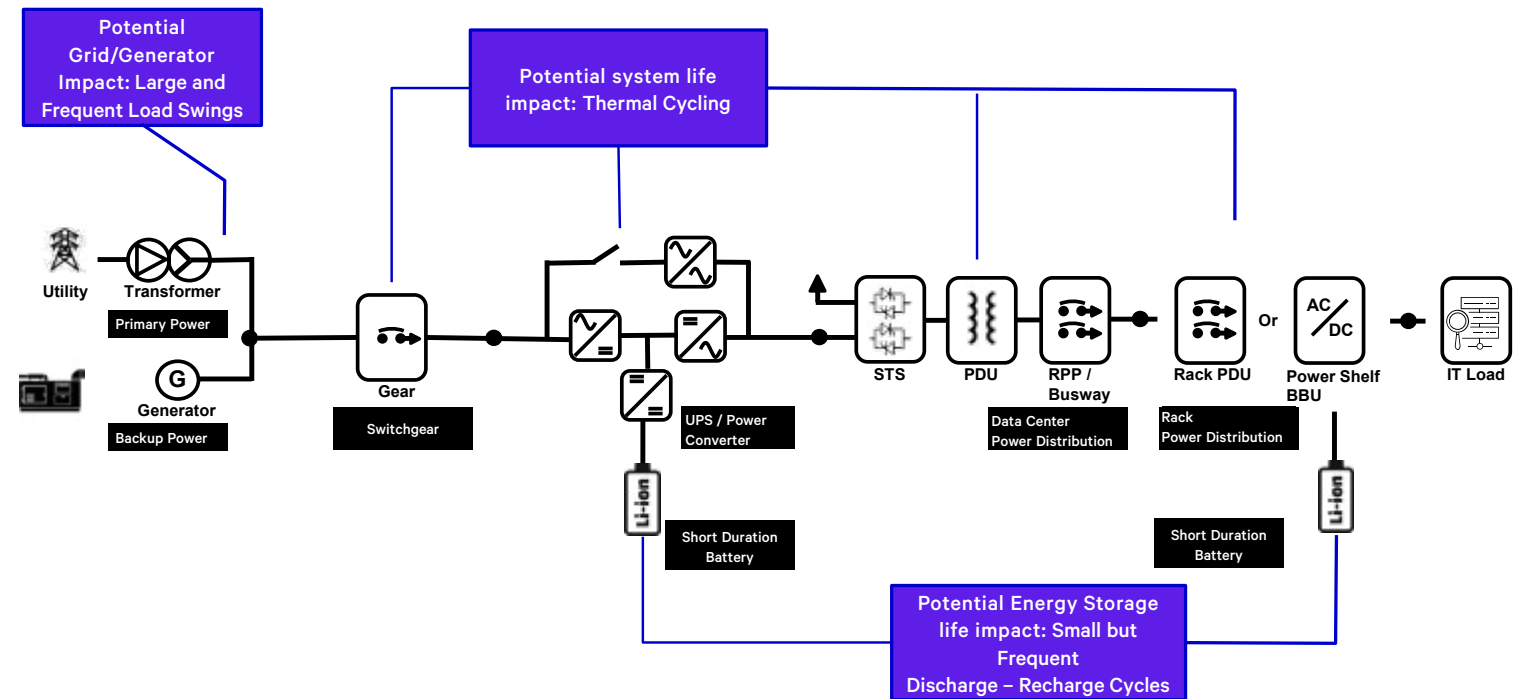 Potential
Grid/Generator
Impact: Large and
Frequent Load Swings
Potential system life
impact: Thermal Cycling
Utility
Transformer
Primary Power
G
Generator
Backup Power
Gear
Switchgear
UPS / Power
Converter
Li-ion
Short Duration
Battery
STS
PDU
RPP /
Busway
Data Center
Power Distribution
Rack PDU
Rack
Power Distribution
Or
AC
DC
Power Shelf
BBU
Li-ion
Short Duration
Battery
IT Load
Potential Energy Storage
life impact: Small but
Frequent
Discharge – Recharge Cycles